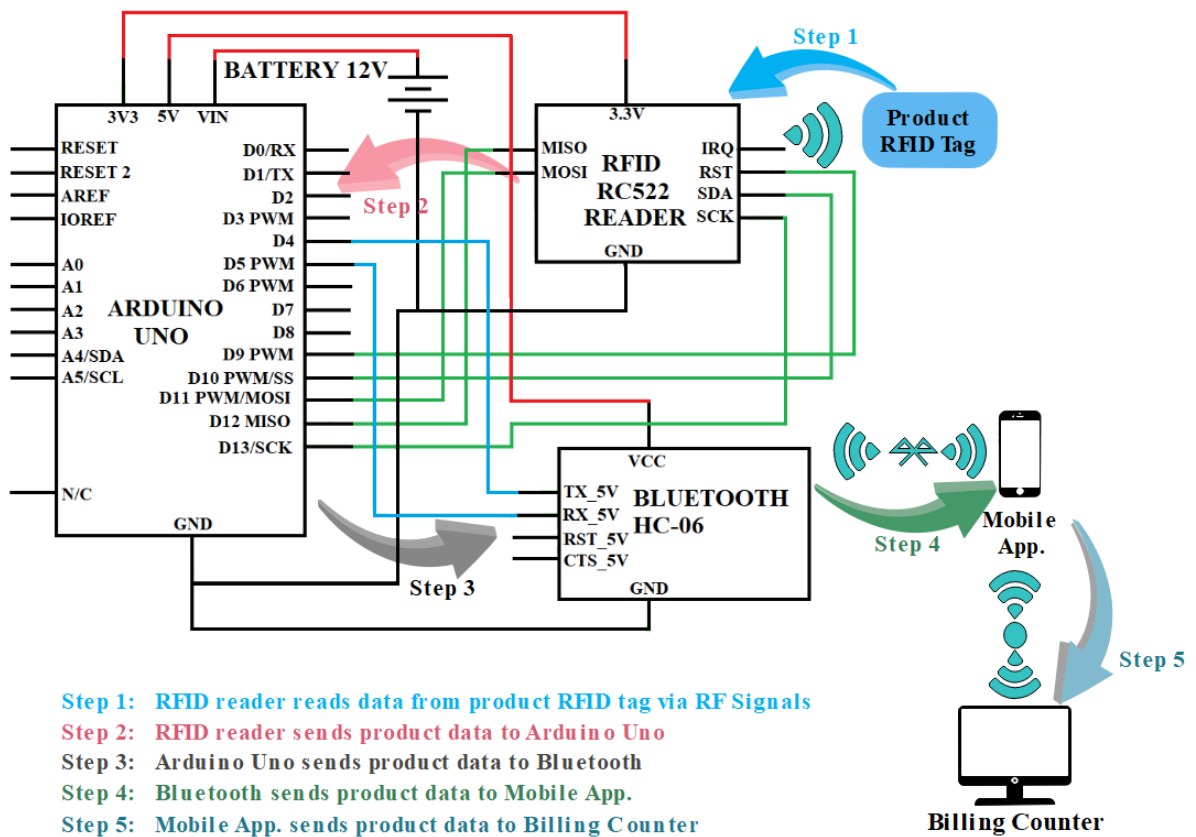 Step 1
BATTERY 12V
3V3
5V
VIN
3.3V
Product
RFID Tag
RESET
RESET 2
AREF
IOREF
A0
A1
A2
A3
A4/SDA
A5/SCL
N/C
ARDUINO
UNO
GND
D0/RX
D1/TX
D2
D3 PWM
D4
D5 PWM
D6 PWM
D7
D8
D9 PWM
D10 PWM/SS
D11 PWM/MOSI
D12 MISO
D13/SCK
Step 2
MISO
MOSI
RFID
RC522
READER
IRQ
RST
SDA
SCK
GND
VCC
TX_5V
RX_5V
RST_5V
CTS_5V
BLUETOOTH
HC-06
GND
Step 3
Step 4
Mobile
App.
Step 5
Billing Counter
Step 1: RFID reader reads data from product RFID tag via RF Signals
Step 2: RFID reader sends product data to Arduino Uno
Step 3: Arduino Uno sends product data to Bluetooth
Step 4: Bluetooth sends product data to Mobile App.
Step 5: Mobile App. sends product data to Billing Counter